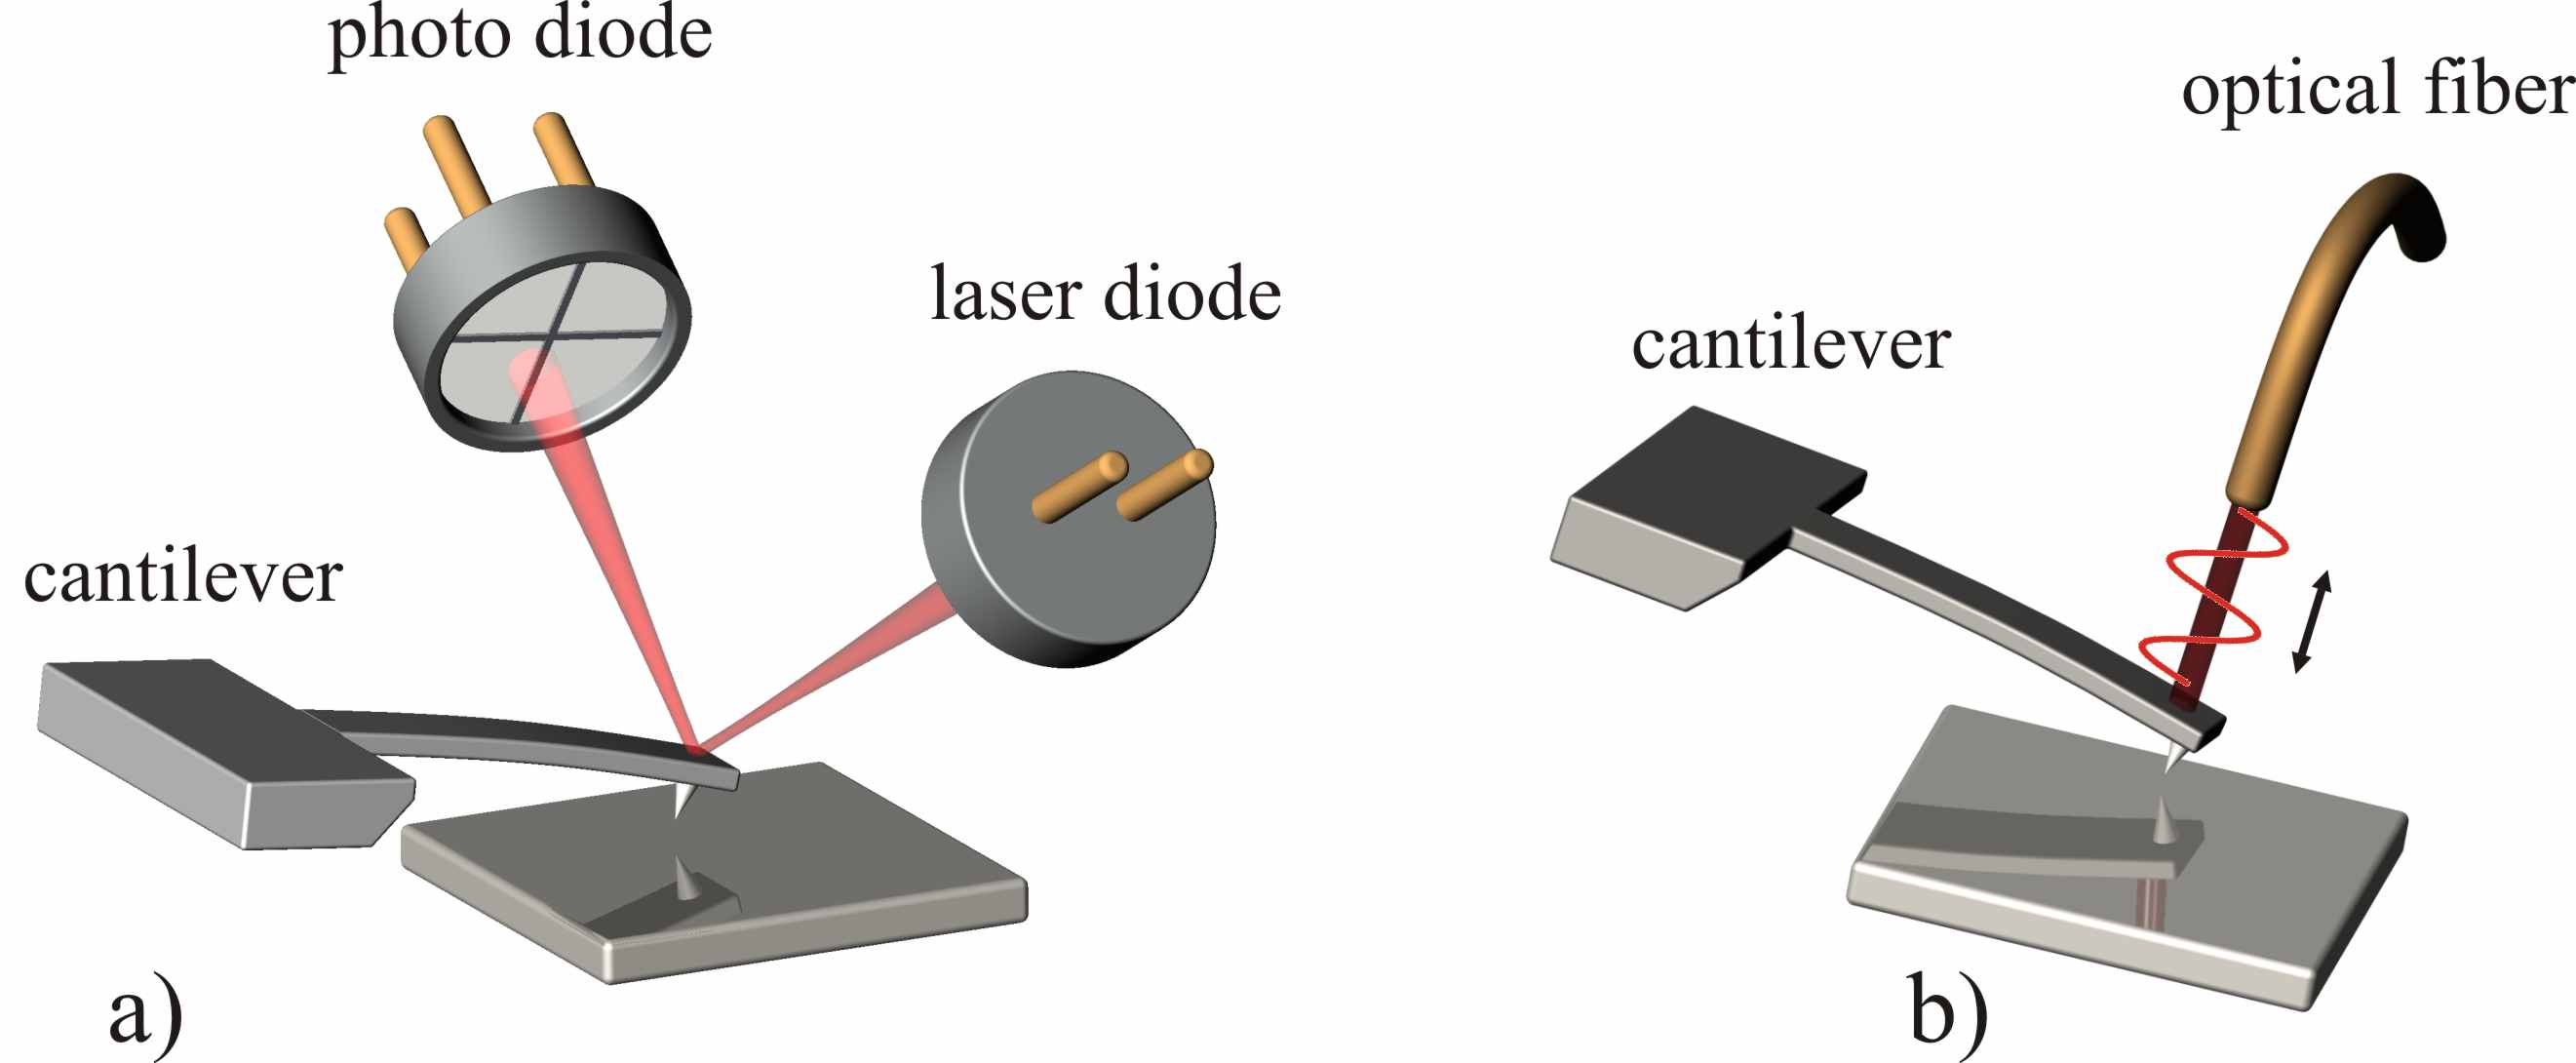 photo diode
laser diode
cantilever
a)
optical fiber
cantilever
b)